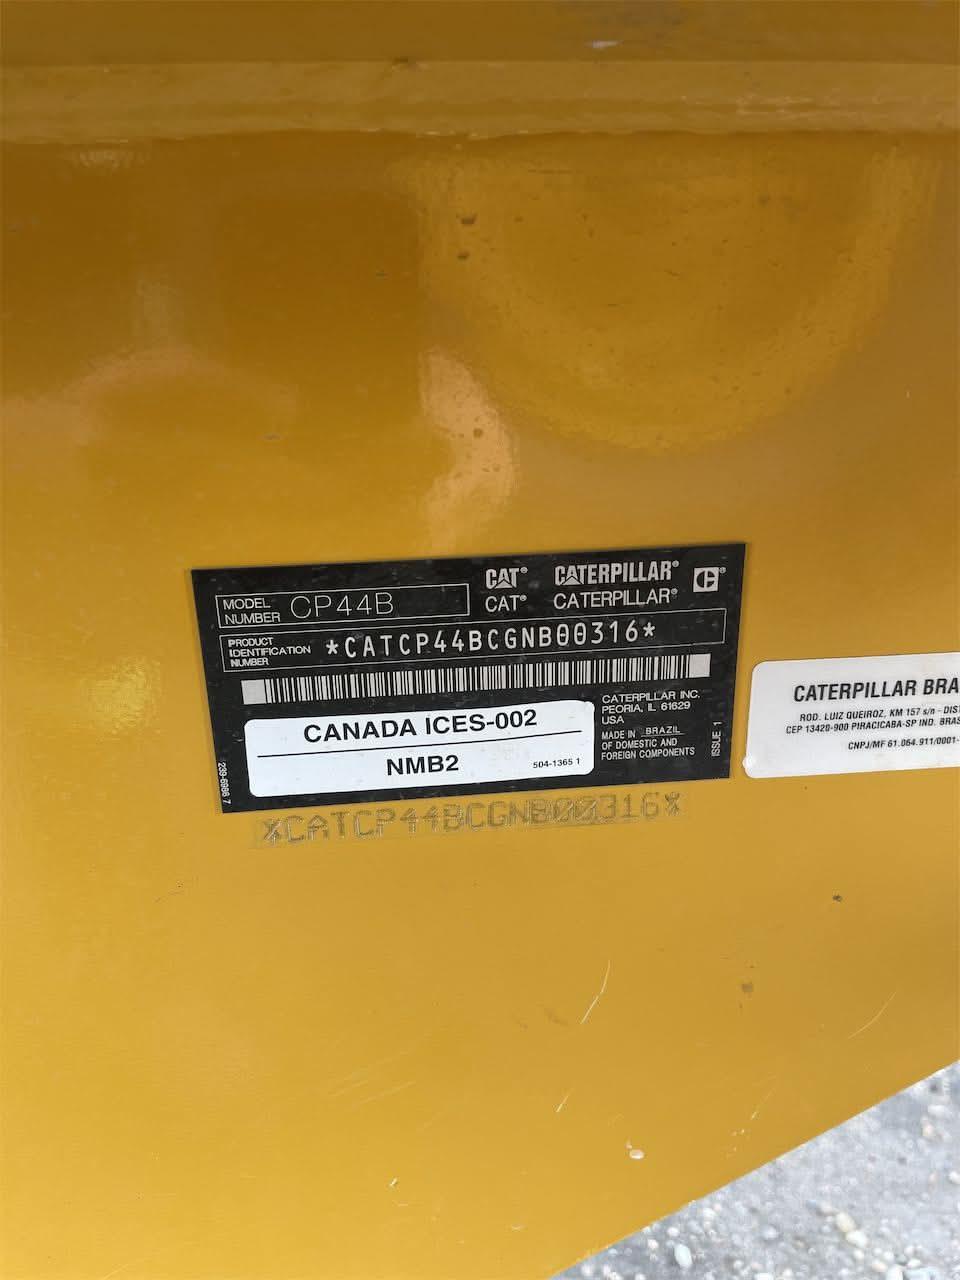 MODEL NUMBER CP44B
CAT® CATERPILLAR®
CAT® CATERPILLAR®
PRODUCT IDENTIFICATION NUMBER *CATCP44BCGNB00316*
CANADA ICES-002
NMB2
504-1365 1
CATERPILLAR INC.
PEORIA, IL 61629
USA
MADE IN BRAZIL
OF DOMESTIC AND
FOREIGN COMPONENTS
ISSUE 1
239-6986 7
*CATCP44BCGNB00316*
CATERPILLAR BRA
ROD. LUIZ QUEIROZ, KM 157 s/n - DIST
CEP 13420-900 PIRACICABA-SP IND. BRAS
CNPJ/MF 61.064.911/0001-